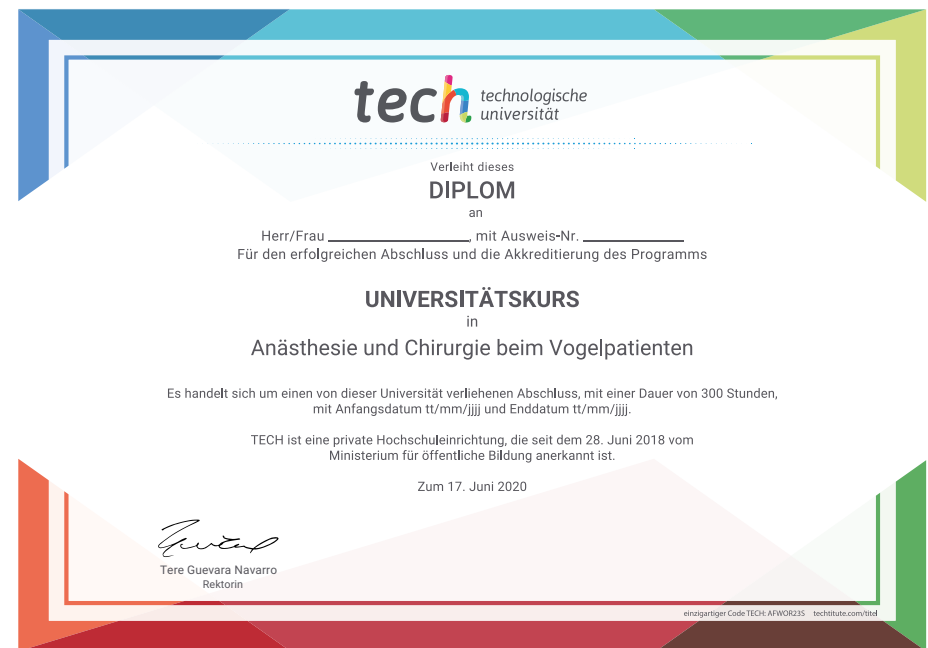 tech technologische
universität
Verleiht dieses
DIPLOM
an
Herr/Frau ____________________, mit Ausweis-Nr. ______________
Für den erfolgreichen Abschluss und die Akkreditierung des Programms
UNIVERSITÄTSKURS
in
Anästhesie und Chirurgie beim Vogelpatienten
Es handelt sich um einen von dieser Universität verliehenen Abschluss, mit einer Dauer von 300 Stunden,
mit Anfangsdatum tt/mm/jjjj und Enddatum tt/mm/jjjj.
TECH ist eine private Hochschuleinrichtung, die seit dem 28. Juni 2018 vom
Ministerium für öffentliche Bildung anerkannt ist.
Zum 17. Juni 2020
Tere Guevara Navarro
Rektorin
einzigartiger Code TECH: AFWOR23S techtitute.com/titel